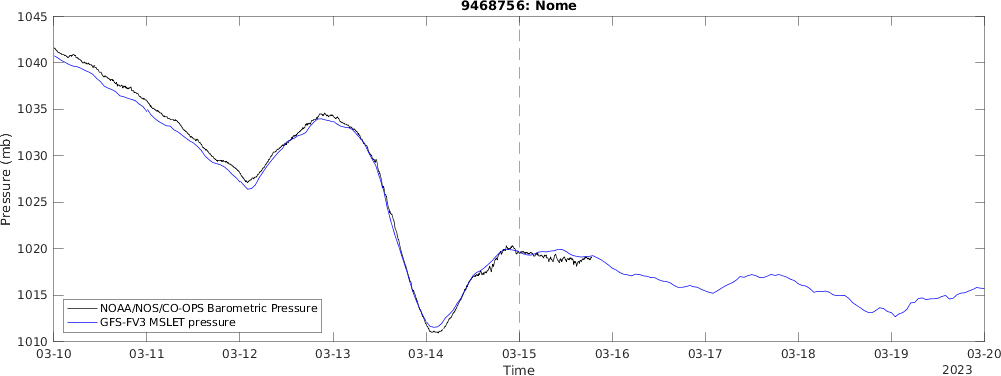 9468756: Nome
1045
1040
1035
1030
1025
1020
1015
1010
Pressure (mb)
NOAA/NOS/CO-OPS Barometric Pressure
GFS-FV3 MSLET pressure
03-10 03-11 03-12 03-13 03-14 03-15 03-16 03-17 03-18 03-19 03-20
Time
2023